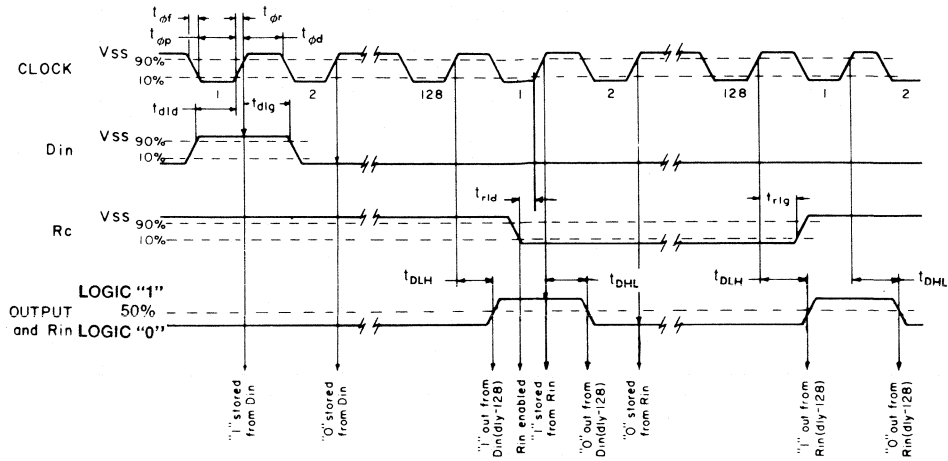 tøf tør
tøp tød
CLOCK VSS 90% 10%
1 2 128 1 2 128 1 2
tdld tdlg
Din VSS 90% 10%
trld trlg
Rc VSS 90% 10%
tDLH tDHL tDLH tDHL
LOGIC "1"
OUTPUT 50%
and Rin LOGIC "0"
"1" stored
from Din
"0" stored
from Din
"1" out from
Din(dly-128)
Rin enabled
"1" stored
from Rin
"0" out from
Din(dly-128)
"0" stored
from Rin
"1" out from
Rin(dly-128)
"0" out from
Rin(dly-128)